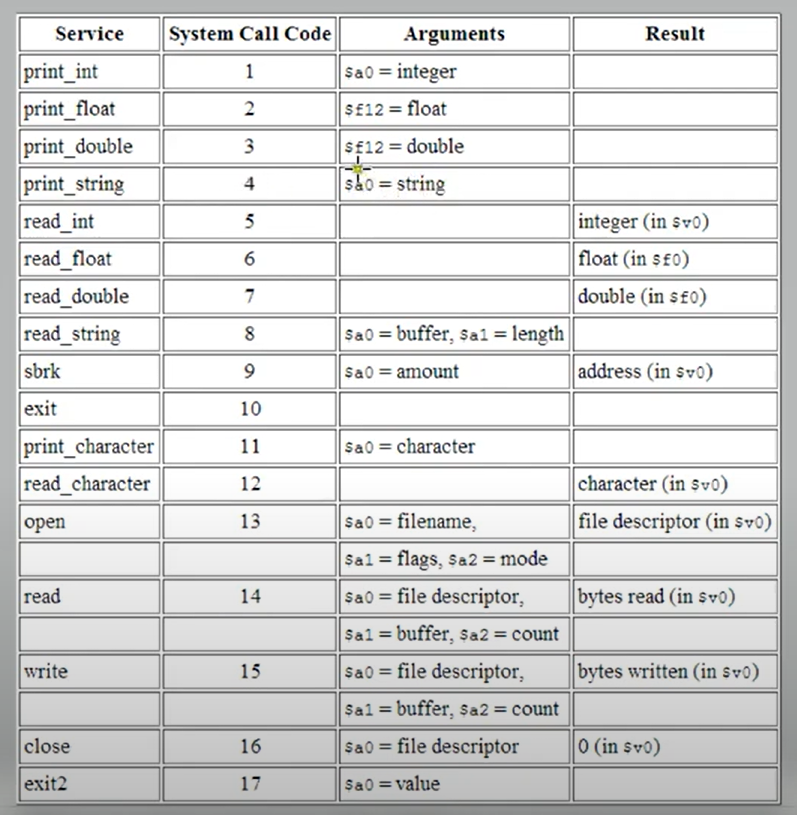 Service System Call Code Arguments Result
print_int 1 $a0 = integer
print_float 2 $f12 = float
print_double 3 $f12 = double
print_string 4 $a0 = string
read_int 5 integer (in $v0)
read_float 6 float (in $f0)
read_double 7 double (in $f0)
read_string 8 $a0 = buffer, $a1 = length
sbrk 9 $a0 = amount address (in $v0)
exit 10
print_character 11 $a0 = character
read_character 12 character (in $v0)
open 13 $a0 = filename, file descriptor (in $v0)
$a1 = flags, $a2 = mode
read 14 $a0 = file descriptor, bytes read (in $v0)
$a1 = buffer, $a2 = count
write 15 $a0 = file descriptor, bytes written (in $v0)
$a1 = buffer, $a2 = count
close 16 $a0 = file descriptor 0 (in $v0)
exit2 17 $a0 = value